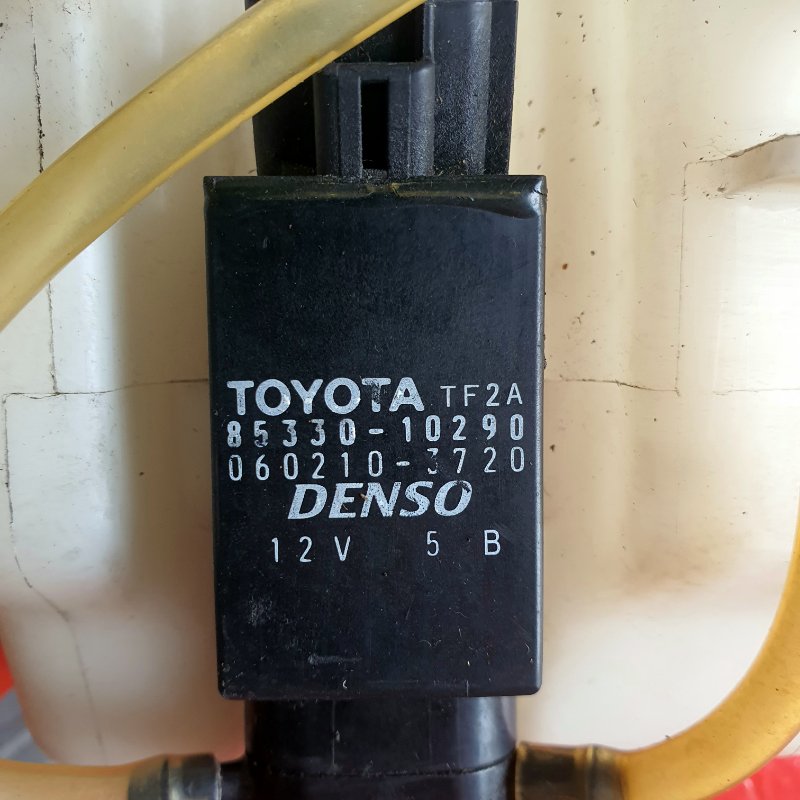 TOYOTA TF2A
85330-10290
060210-3720
DENSO
12V 5 B